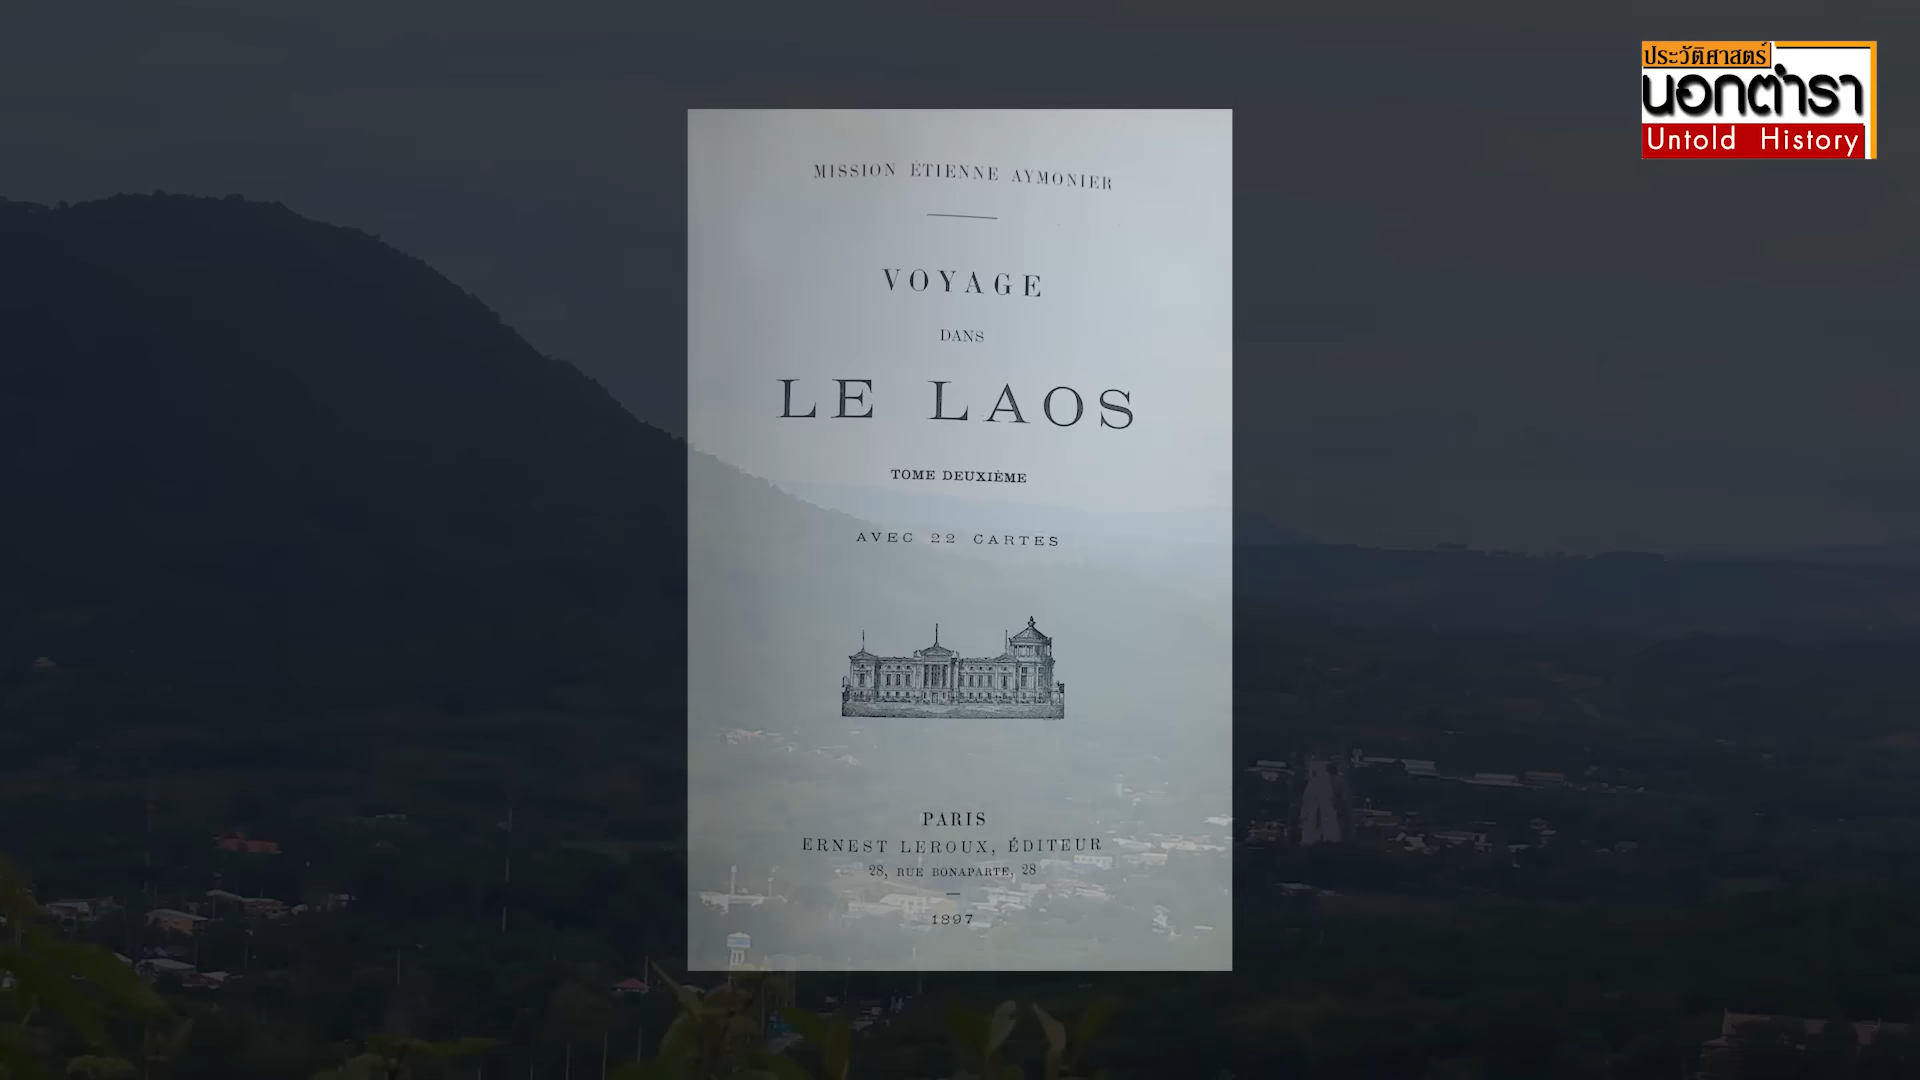 MISSION ÉTIENNE AYMONIER
VOYAGE
DANS
LE LAOS
TOME DEUXIÈME
AVEC 22 CARTES
PARIS
ERNEST LEROUX, ÉDITEUR
28, RUE BONAPARTE, 28
1897
ประวัติศาสตร์
นอกตำรา
Untold History